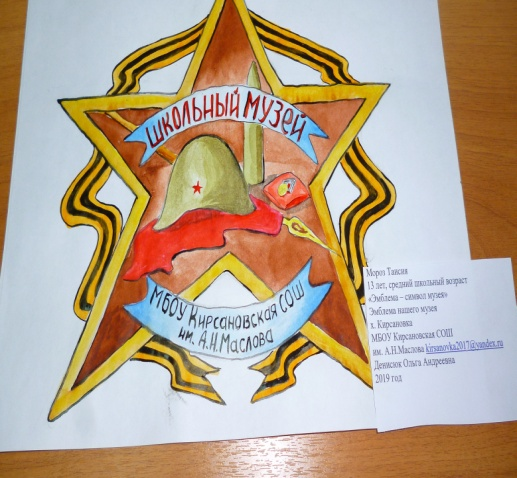 ШКОЛЬНЫЙ МУЗЕЙ
МБОУ КИРСАНОВСКАЯ СОШ
ИМ. А.Н.МАСЛОВА
Мороз Таисия
13 лет, средний школьный возраст
«Эмблема – символ музея»
Эмблема нашего музея
х. Кирсановка
МБОУ Кирсановская СОШ
им. А.Н.Маслова kirsanovka2017@yandex.ru
Денисюк Ольга Андреевна
2019 год